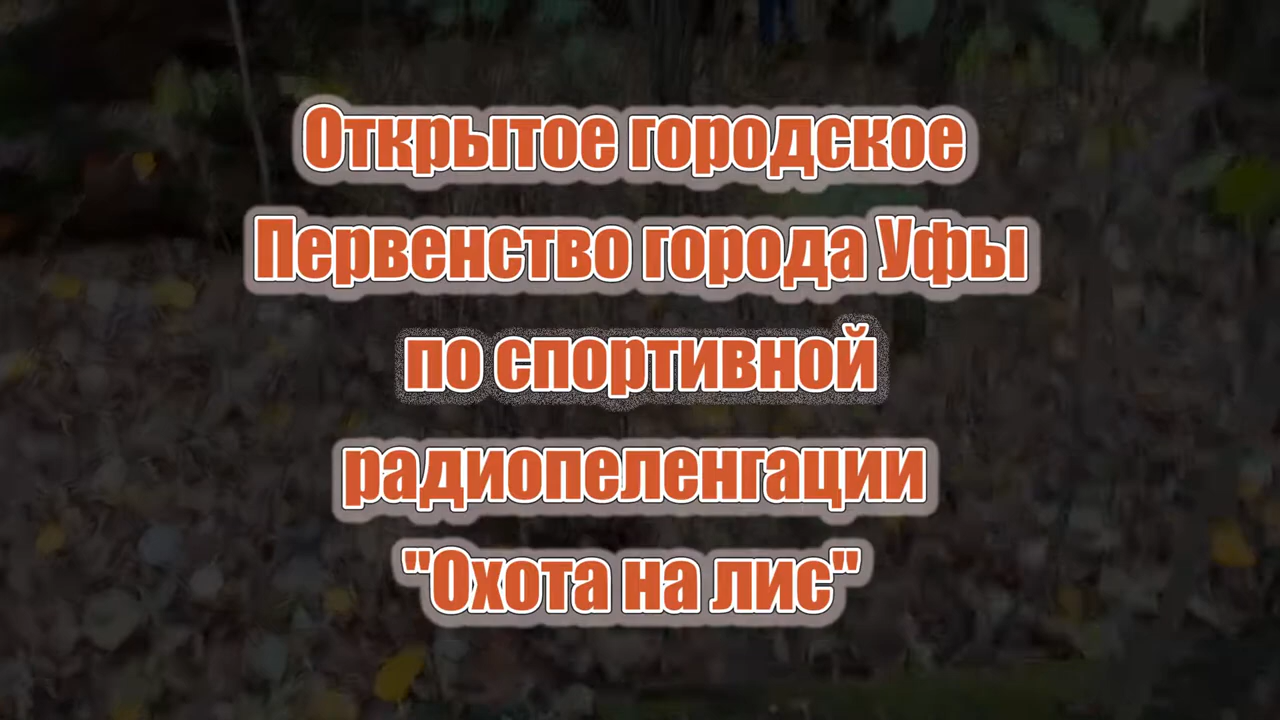 Открытое городское
Первенство города Уфы
по спортивной
радиопеленгации
"Охота на лис"